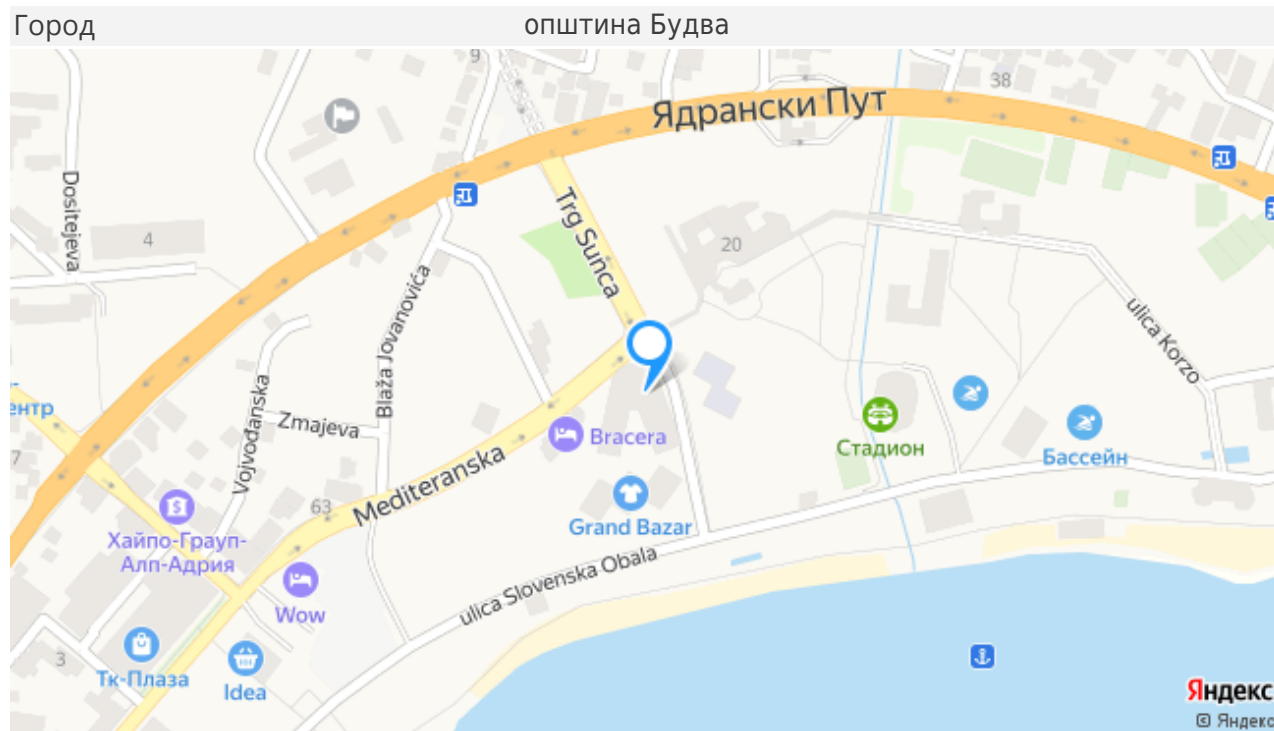 Город
општина Будва
9
38
Ядрански Пут
Dositejeva
4
Trg Sunca
20
Blaža Jovanovića
ulica Korzo
ентр
Vojvođanska
Zmajeva
Bracera
Стадион
Бассейн
7
63
Mediteranska
Хайпо-Групп-
Алп-Адрия
Grand Bazar
ulica Slovenska Obala
Wow
3
Тк-Плаза
Idea
Яндекс
© Яндекс